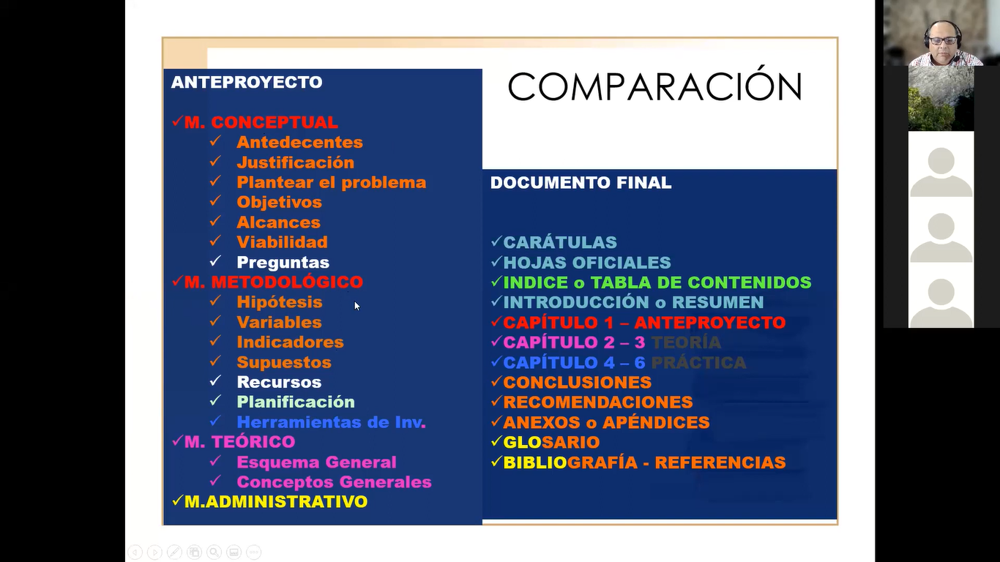 COMPARACIÓN
ANTEPROYECTO
✓M. CONCEPTUAL
✓ Antedecentes
✓ Justificación
✓ Plantear el problema
✓ Objetivos
✓ Alcances
✓ Viabilidad
✓ Preguntas
✓M. METODOLÓGICO
✓ Hipótesis
✓ Variables
✓ Indicadores
✓ Supuestos
✓ Recursos
✓ Planificación
✓ Herramientas de Inv.
✓M. TEÓRICO
✓ Esquema General
✓ Conceptos Generales
✓M.ADMINISTRATIVO
DOCUMENTO FINAL
✓CARÁTULAS
✓HOJAS OFICIALES
✓INDICE o TABLA DE CONTENIDOS
✓INTRODUCCIÓN o RESUMEN
✓CAPÍTULO 1 – ANTEPROYECTO
✓CAPÍTULO 2 – 3 TEORÍA
✓CAPÍTULO 4 – 6 PRÁCTICA
✓CONCLUSIONES
✓RECOMENDACIONES
✓ANEXOS o APÉNDICES
✓GLOSARIO
✓BIBLIOGRAFÍA - REFERENCIAS